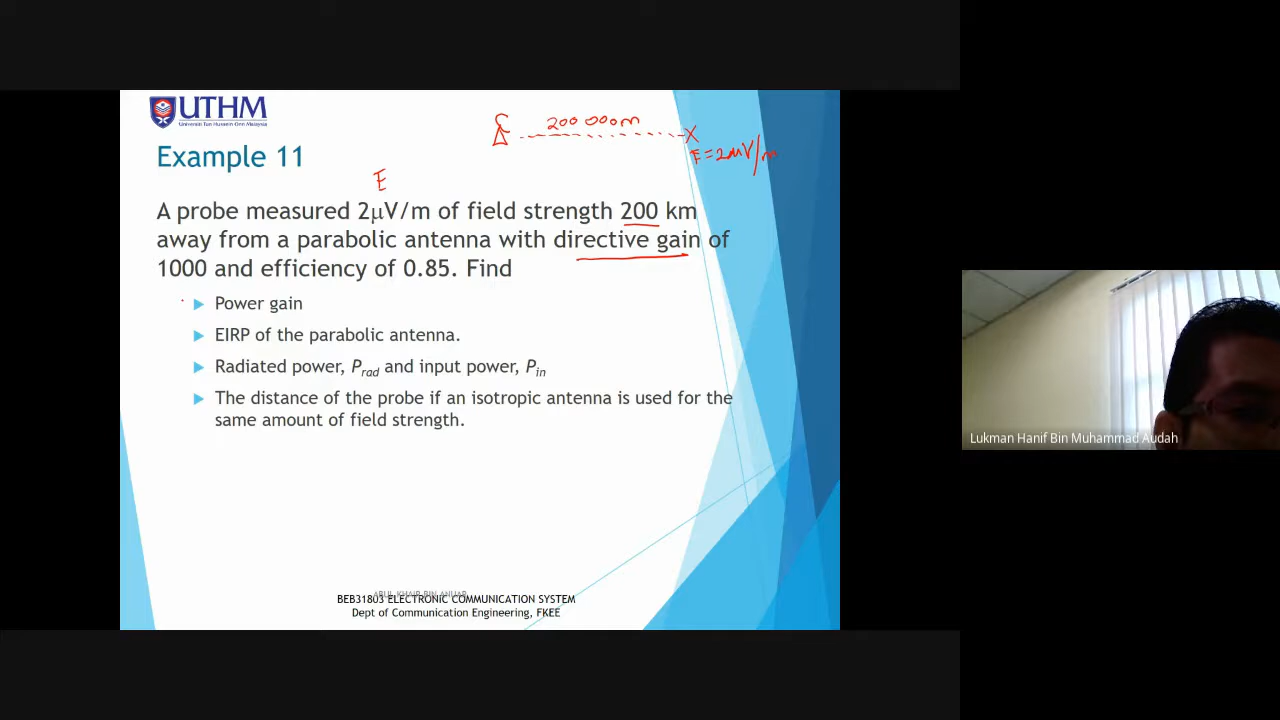 UTHM
Universiti Tun Hussein Onn Malaysia
200 000m
E = 2μV/m
Example 11
E
A probe measured 2μV/m of field strength 200 km
away from a parabolic antenna with directive gain of
1000 and efficiency of 0.85. Find
Power gain
EIRP of the parabolic antenna.
Radiated power, Prad and input power, Pin
The distance of the probe if an isotropic antenna is used for the
same amount of field strength.
Lukman Hanif Bin Muhammad Audah
ABUL KHAIR BIN ANUAR
BEB31803 ELECTRONIC COMMUNICATION SYSTEM
Dept of Communication Engineering, FKEE